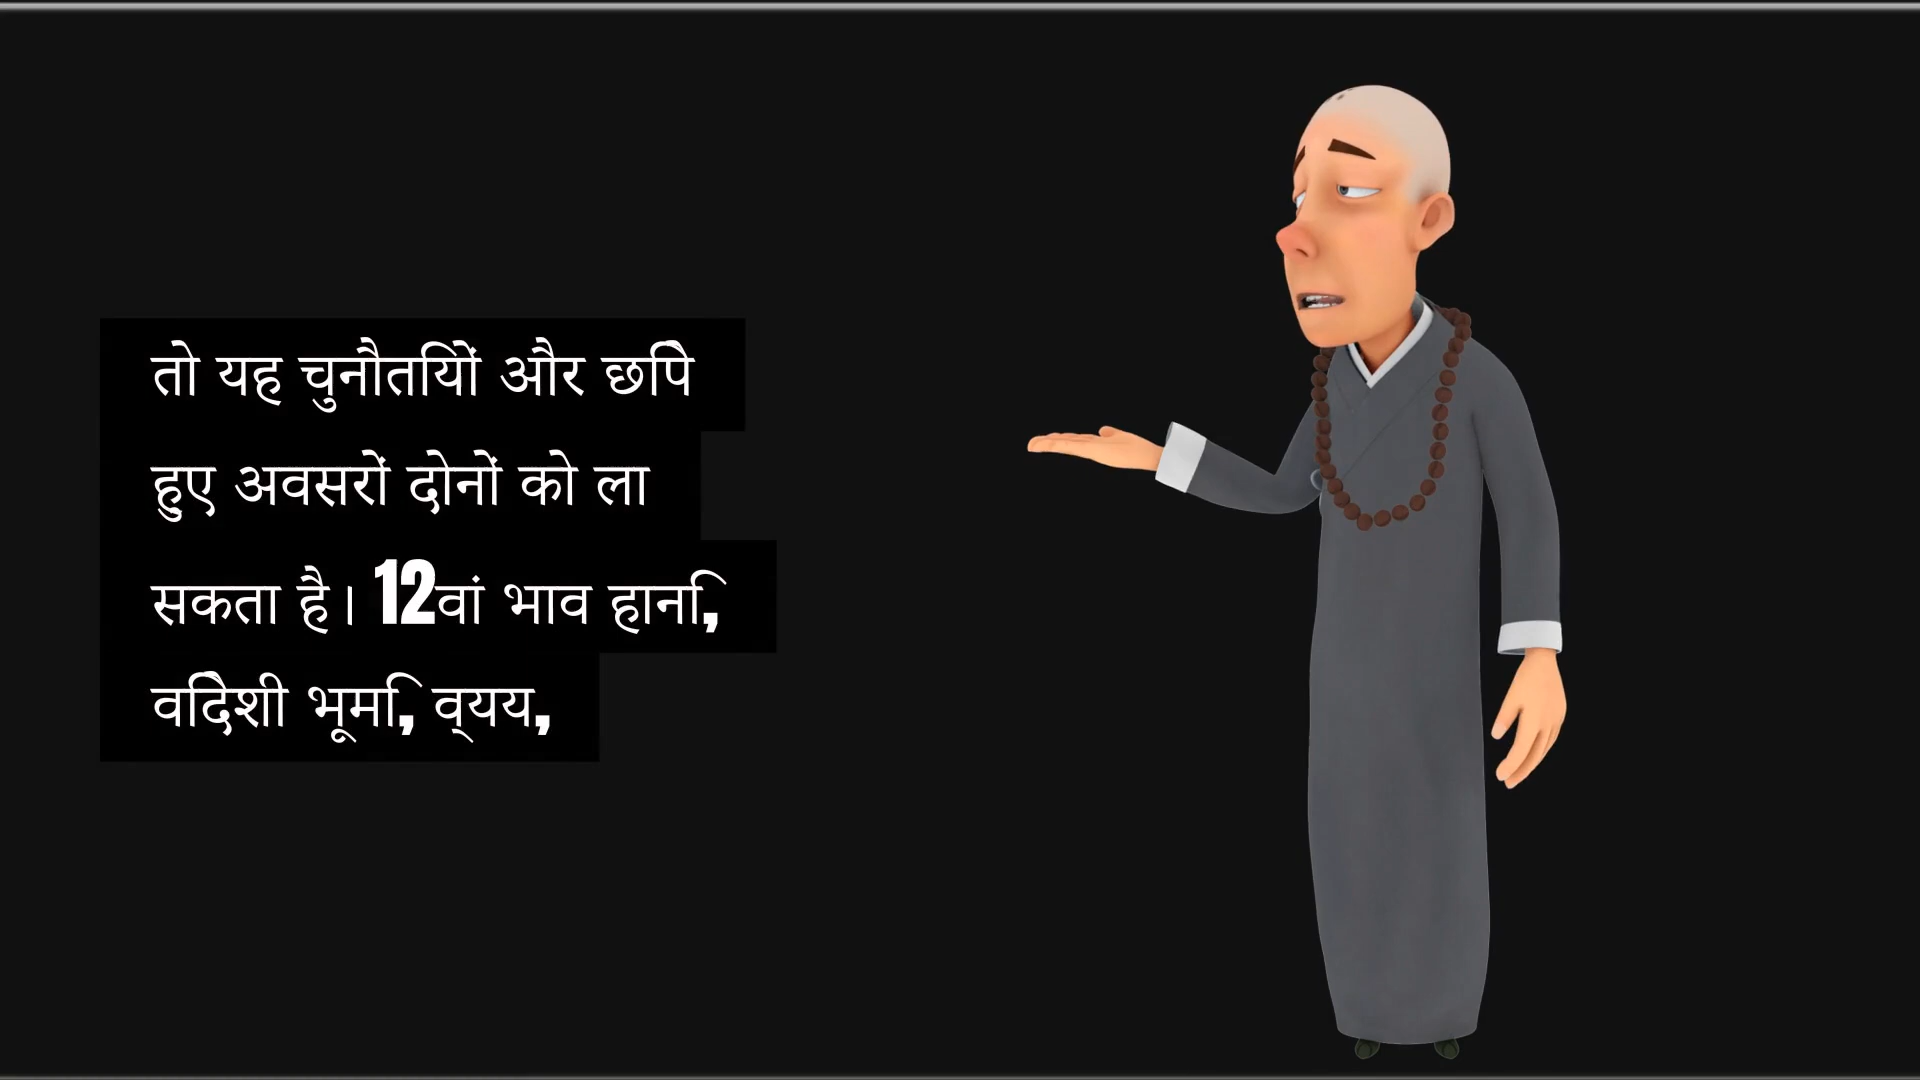 तो यह चुनौतियों और छिपे
हुए अवसरों दोनों को ला
सकता है। 12वां भाव हानि,
विदेशी भूमि, व्यय,